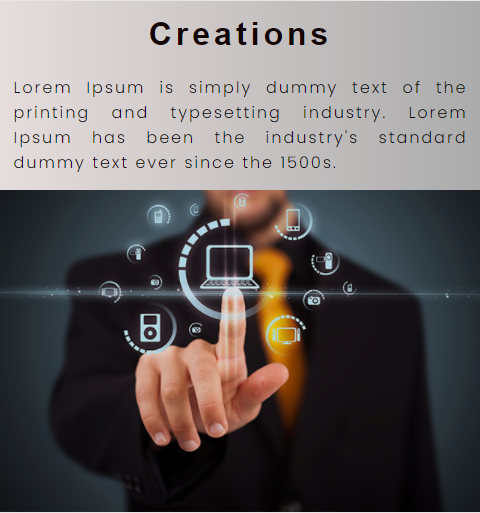 Creations
Lorem Ipsum is simply dummy text of the
printing and typesetting industry. Lorem
Ipsum has been the industry's standard
dummy text ever since the 1500s.